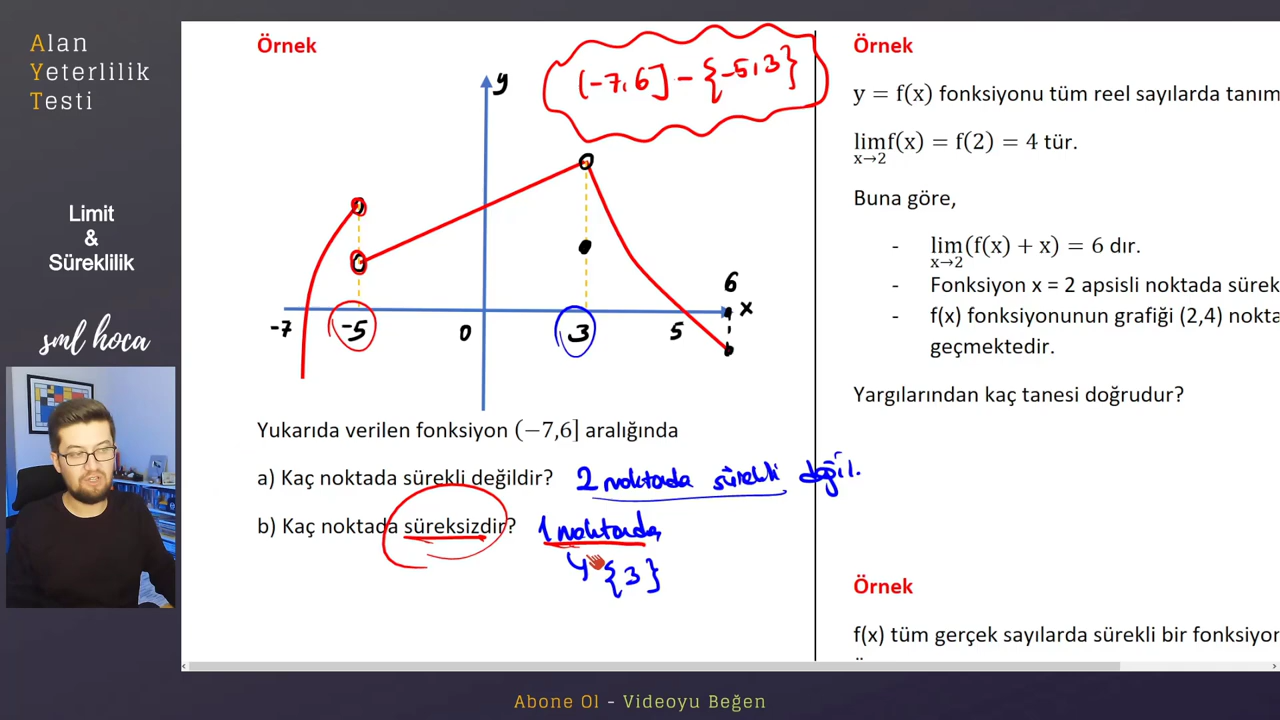 Alan
Yeterlilik
Testi
Limit
&
Süreklilik
sml hoca
Örnek
(-7,6] - {-5,3}
y
6
x
-7
-5
0
3
5
Yukarıda verilen fonksiyon (−7,6] aralığında
a) Kaç noktada sürekli değildir? 2 noktada sürekli değil.
b) Kaç noktada süreksizdir? 1 noktada
{3}
Örnek
y = f(x) fonksiyonu tüm reel sayılarda tanım
lim f(x) = f(2) = 4 tür.
x→2
Buna göre,
- lim (f(x) + x) = 6 dır.
x→2
- Fonksiyon x = 2 apsisli noktada sürek
- f(x) fonksiyonunun grafiği (2,4) nokta
geçmektedir.
Yargılarından kaç tanesi doğrudur?
Örnek
f(x) tüm gerçek sayılarda sürekli bir fonksiyon
Abone Ol - Videoyu Beğen